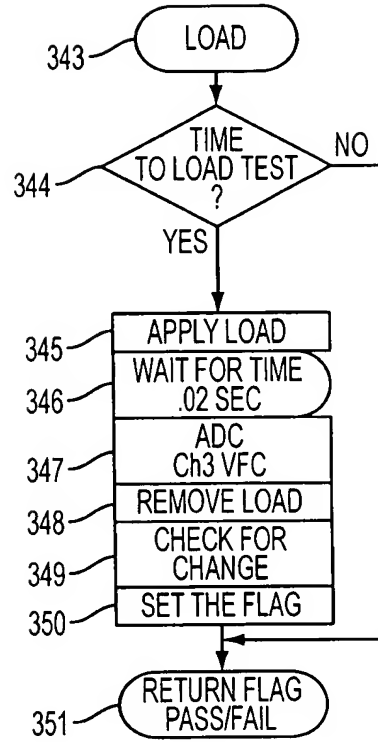 343
LOAD
344
TIME
TO LOAD TEST
?
NO
YES
345
APPLY LOAD
346
WAIT FOR TIME
.02 SEC
347
ADC
Ch3 VFC
348
REMOVE LOAD
349
CHECK FOR
CHANGE
350
SET THE FLAG
351
RETURN FLAG
PASS/FAIL